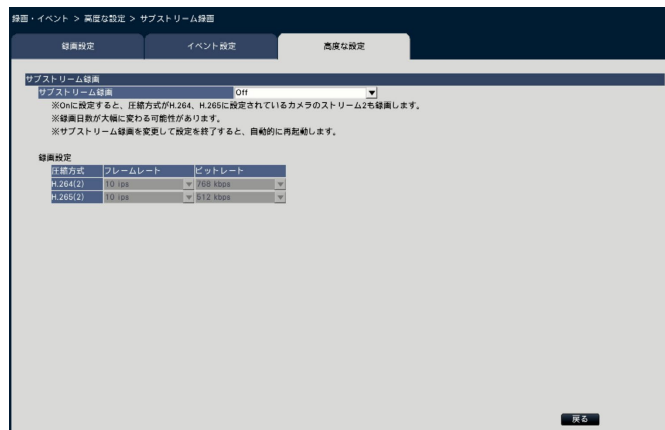 録画・イベント > 高度な設定 > サブストリーム録画
録画設定 イベント設定 高度な設定
サブストリーム録画
サブストリーム録画 Off
※Onに設定すると、圧縮方式がH.264、H.265に設定されているカメラのストリーム2も録画します。
※録画日数が大幅に変わる可能性があります。
※サブストリーム録画を変更して設定を終了すると、自動的に再起動します。
録画設定
圧縮方式 フレームレート ビットレート
H.264(2) 10 ips 768 kbps
H.265(2) 10 ips 512 kbps
戻る